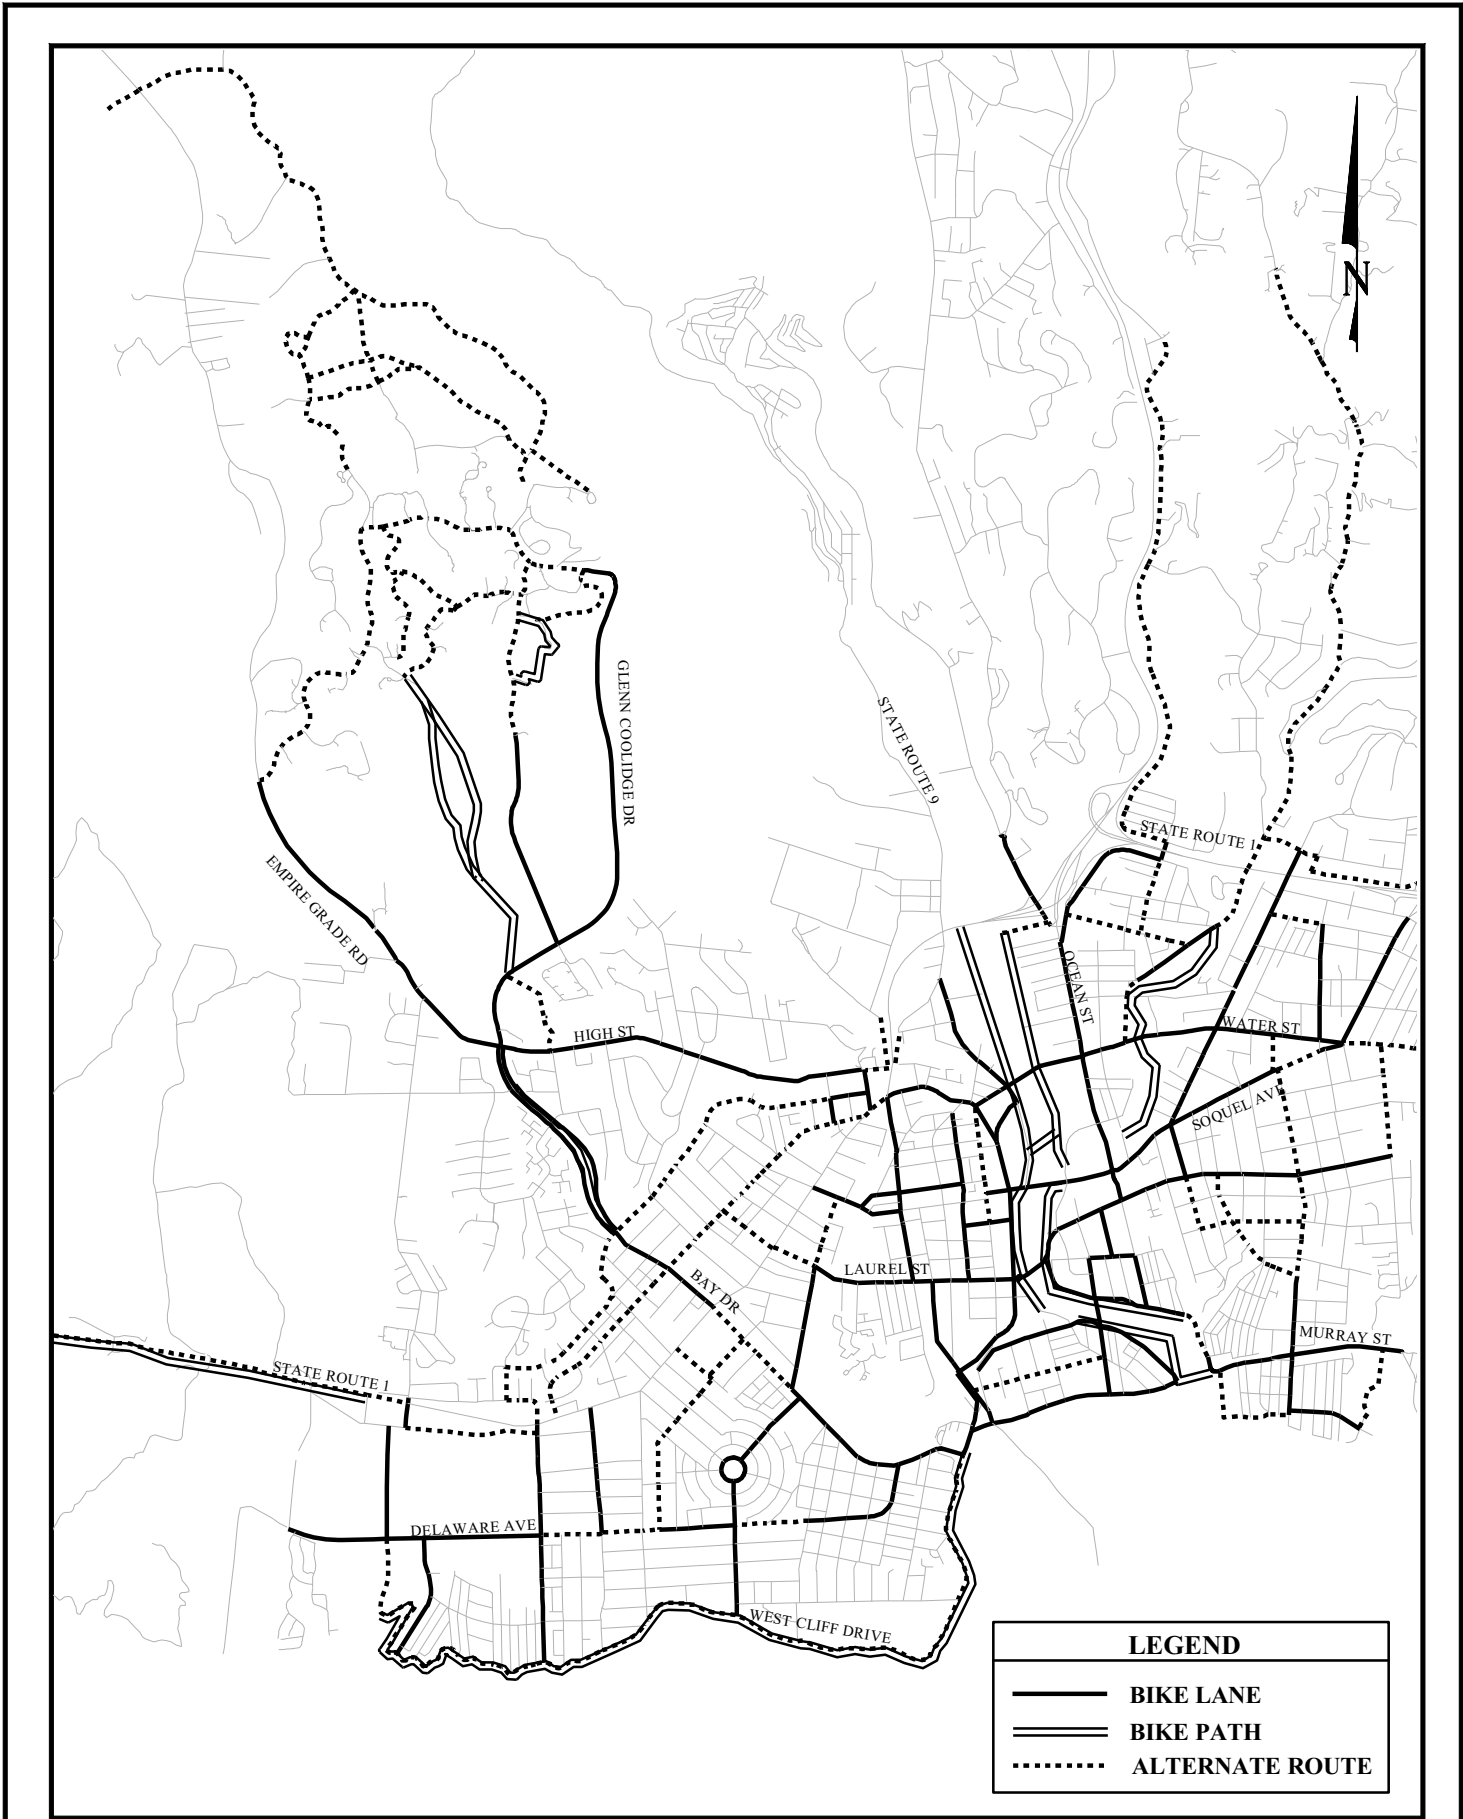 N
GLENN COOLIDGE DR
STATE ROUTE 9
STATE ROUTE 1
EMPIRE GRADE RD
OCEAN ST
HIGH ST
WATER ST
SOQUEL AVE
LAUREL ST
BAY DR
MURRAY ST
STATE ROUTE 1
DELAWARE AVE
WEST CLIFF DRIVE
LEGEND
BIKE LANE
BIKE PATH
ALTERNATE ROUTE